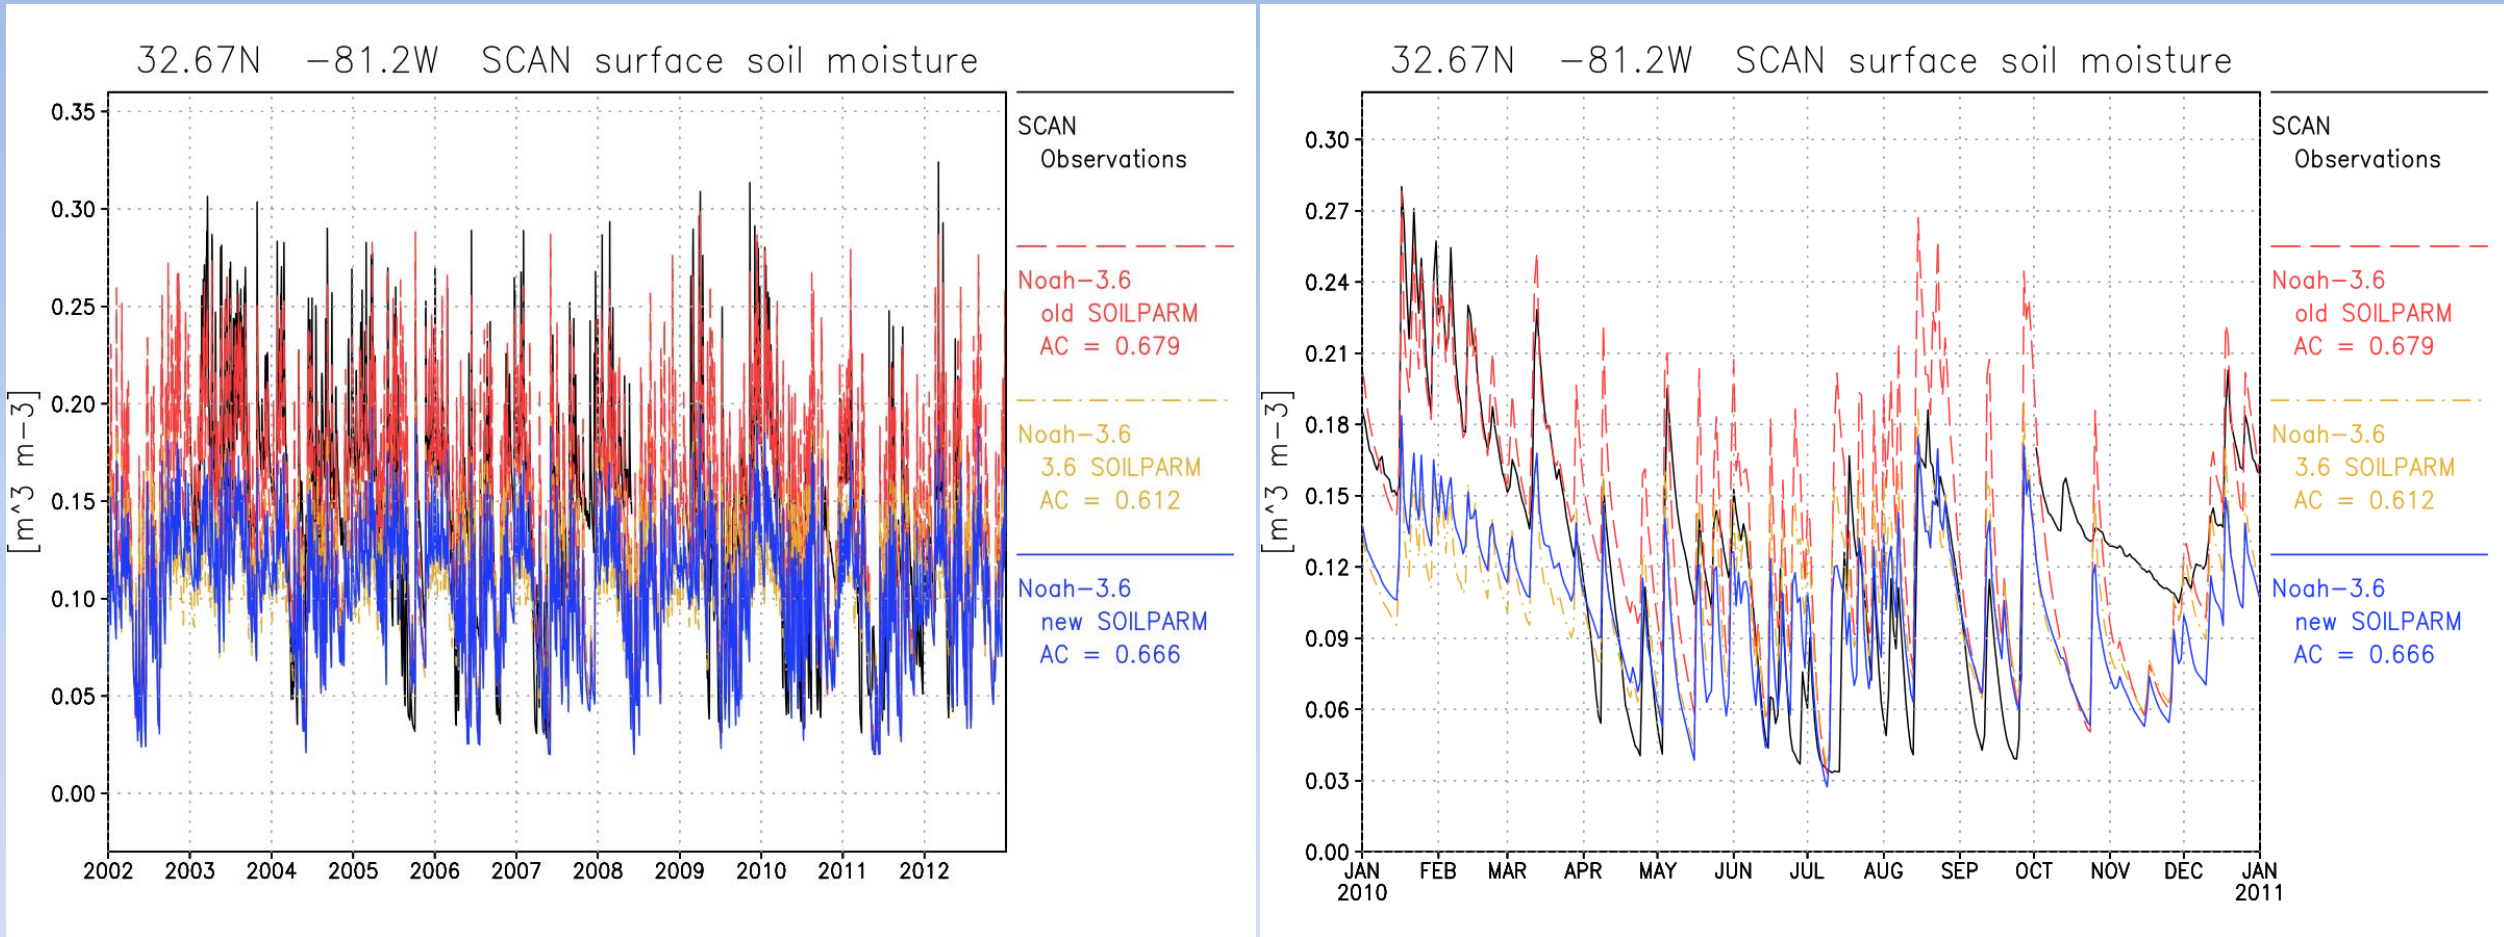 32.67N −81.2W SCAN surface soil moisture
[m^3 m−3]
0.35
0.30
0.25
0.20
0.15
0.10
0.05
0.00
2002 2003 2004 2005 2006 2007 2008 2009 2010 2011 2012
SCAN
Observations
Noah−3.6
old SOILPARM
AC = 0.679
Noah−3.6
3.6 SOILPARM
AC = 0.612
Noah−3.6
new SOILPARM
AC = 0.666
32.67N −81.2W SCAN surface soil moisture
[m^3 m−3]
0.30
0.27
0.24
0.21
0.18
0.15
0.12
0.09
0.06
0.03
0.00
JAN FEB MAR APR MAY JUN JUL AUG SEP OCT NOV DEC JAN
2010 2011
SCAN
Observations
Noah−3.6
old SOILPARM
AC = 0.679
Noah−3.6
3.6 SOILPARM
AC = 0.612
Noah−3.6
new SOILPARM
AC = 0.666